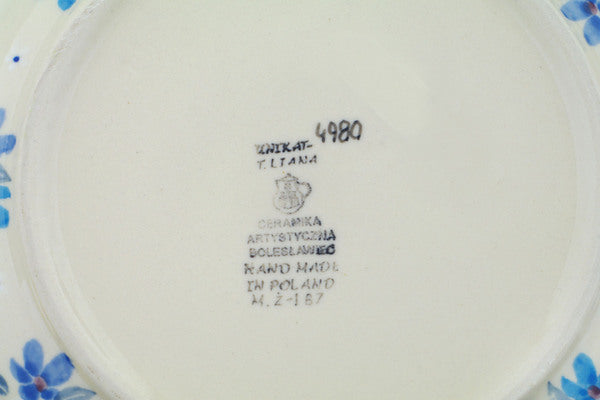 UNIKAT- 4980
T. LIANA
CERAMIKA
ARTYSTYCZNA
BOLESŁAWIEC
HAND MADE
IN POLAND
M.Ż-187